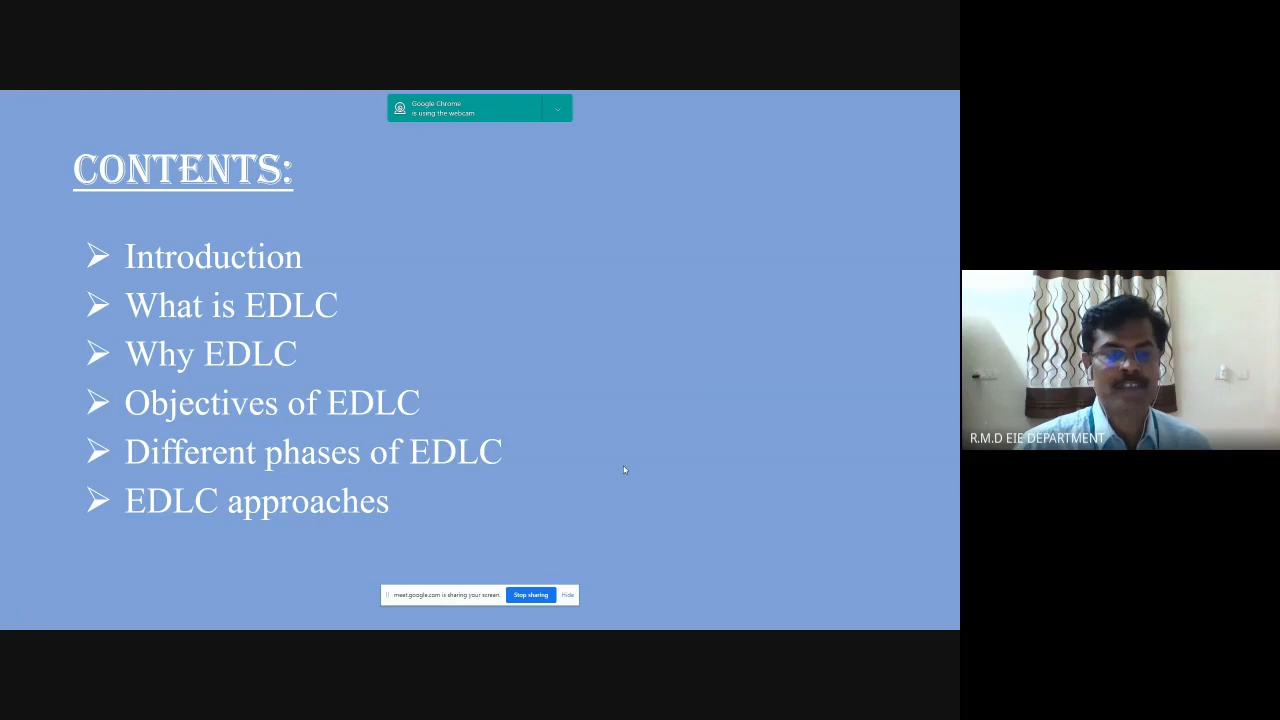 Google Chrome
is using the webcam
CONTENTS:
Introduction
What is EDLC
Why EDLC
Objectives of EDLC
Different phases of EDLC
EDLC approaches
R.M.D EIE DEPARTMENT
meet.google.com is sharing your screen.
Stop sharing
Hide